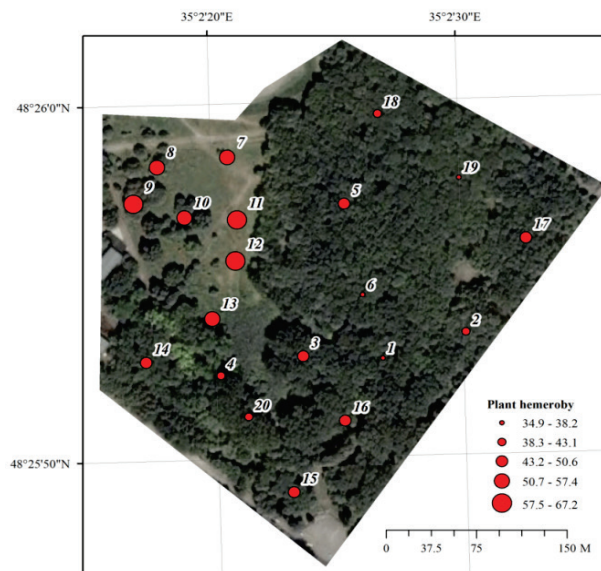 35°2'20"E 35°2'30"E
48°26'0"N
18
7
8
19
5
9
10
11
17
12
6
13
2
3
1
14
4
20
16
Plant hemeroby
34.9 - 38.2
38.3 - 43.1
43.2 - 50.6
50.7 - 57.4
57.5 - 67.2
48°25'50"N
15
0 37.5 75 150 M